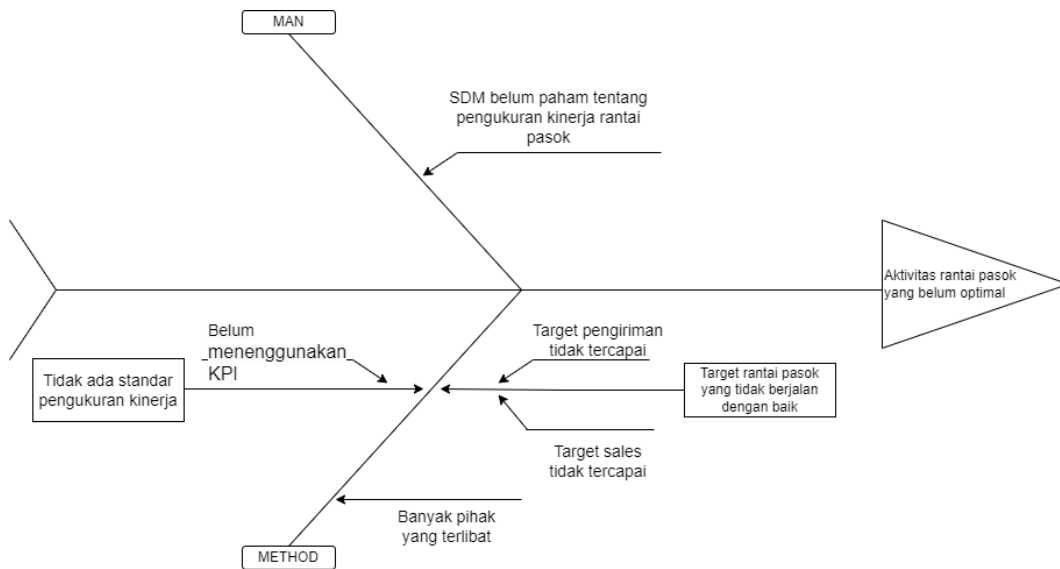 MAN
SDM belum paham tentang
pengukuran kinerja rantai
pasok
Aktivitas rantai pasok
yang belum optimal
Belum
menenggunakan
KPI
Target pengiriman
tidak tercapai
Tidak ada standar
pengukuran kinerja
Target rantai pasok
yang tidak berjalan
dengan baik
Target sales
tidak tercapai
Banyak pihak
yang terlibat
METHOD